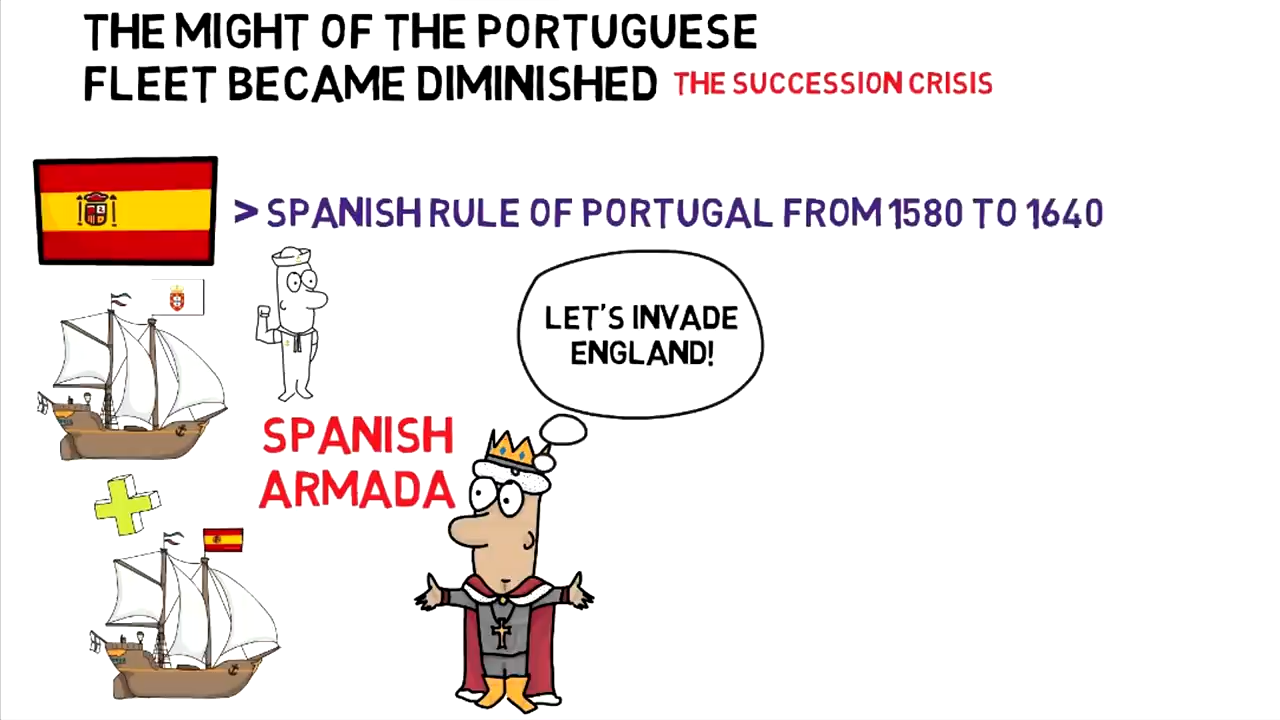 THE MIGHT OF THE PORTUGUESE
FLEET BECAME DIMINISHED THE SUCCESSION CRISIS
> SPANISH RULE OF PORTUGAL FROM 1580 TO 1640
LET'S INVADE
ENGLAND!
SPANISH
ARMADA